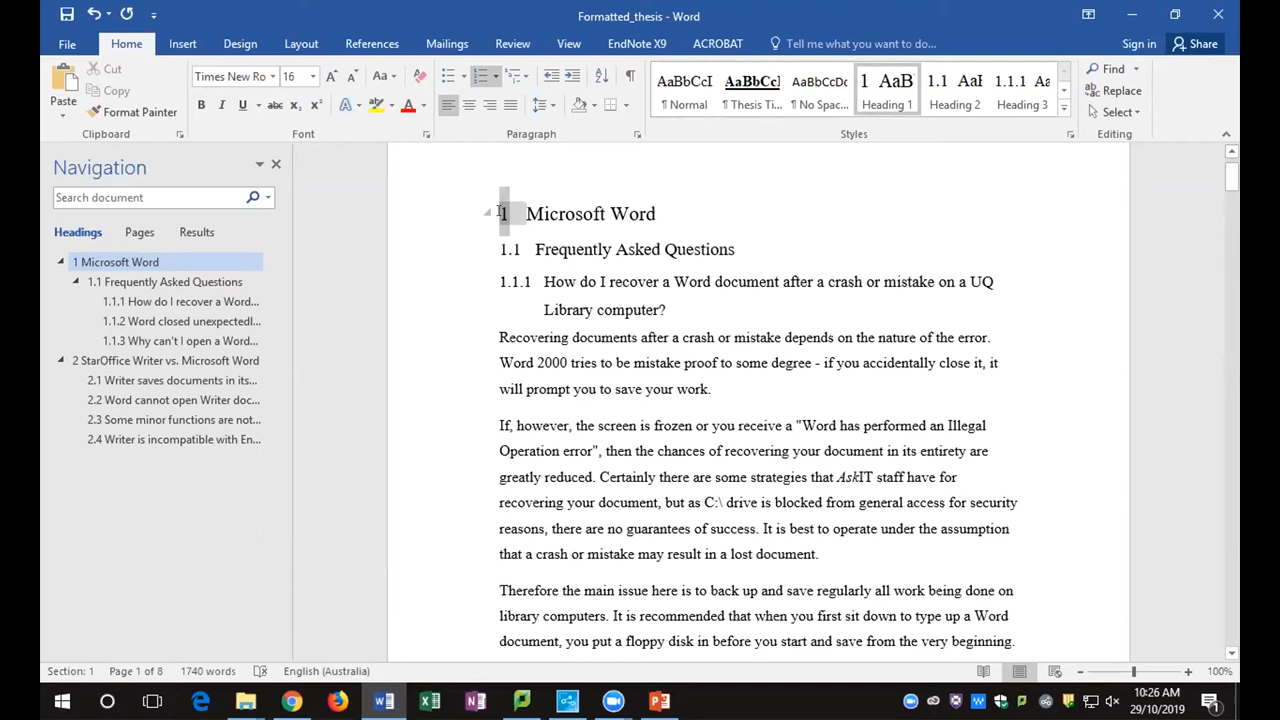 Formatted_thesis - Word
File Home Insert Design Layout References Mailings Review View EndNote X9 ACROBAT Tell me what you want to do... Sign in Share
Paste
Cut
Copy
Format Painter
Clipboard
Times New Ro 16
Aa
B I U abc X₂ X² A A
Font
Paragraph
AaBbCcI AaBbCcI AaBbCcDc 1 AaB 1.1 Aa 1.1.1 Aa
¶ Normal ¶ Thesis Ti... ¶ No Spac... Heading 1 Heading 2 Heading 3
Styles
Find
Replace
Select
Editing
Navigation
Search document
Headings Pages Results
1 Microsoft Word
1.1 Frequently Asked Questions
1.1.1 How do I recover a Word...
1.1.2 Word closed unexpectedl...
1.1.3 Why can't I open a Word...
2 StarOffice Writer vs. Microsoft Word
2.1 Writer saves documents in its...
2.2 Word cannot open Writer doc...
2.3 Some minor functions are not...
2.4 Writer is incompatible with En...
1 Microsoft Word
1.1 Frequently Asked Questions
1.1.1 How do I recover a Word document after a crash or mistake on a UQ
Library computer?
Recovering documents after a crash or mistake depends on the nature of the error.
Word 2000 tries to be mistake proof to some degree - if you accidentally close it, it
will prompt you to save your work.
If, however, the screen is frozen or you receive a "Word has performed an Illegal
Operation error", then the chances of recovering your document in its entirety are
greatly reduced. Certainly there are some strategies that AskIT staff have for
recovering your document, but as C:\ drive is blocked from general access for security
reasons, there are no guarantees of success. It is best to operate under the assumption
that a crash or mistake may result in a lost document.
Therefore the main issue here is to back up and save regularly all work being done on
library computers. It is recommended that when you first sit down to type up a Word
document, you put a floppy disk in before you start and save from the very beginning.
Section: 1 Page 1 of 8 1740 words English (Australia) 100%
10:26 AM
29/10/2019